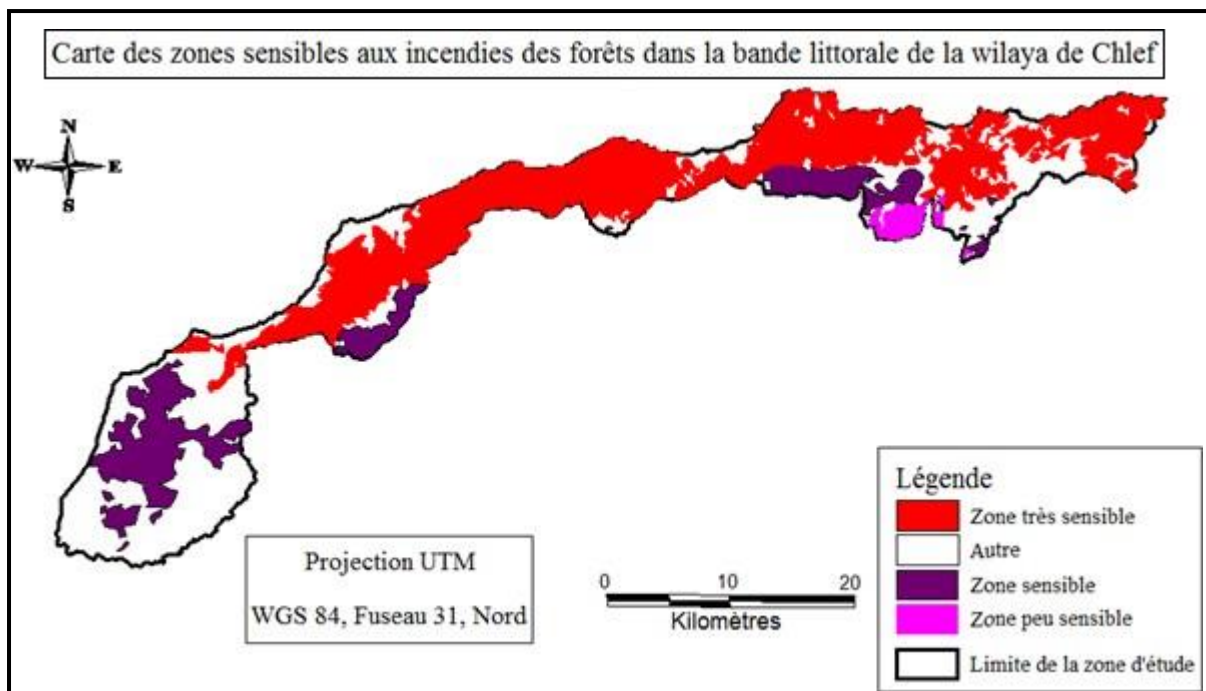 Carte des zones sensibles aux incendies des forêts dans la bande littorale de la wilaya de Chlef
N
W E
S
Légende
Zone très sensible
Autre
Zone sensible
Zone peu sensible
Limite de la zone d'étude
Projection UTM
WGS 84, Fuseau 31, Nord
0 10 20
Kilomètres